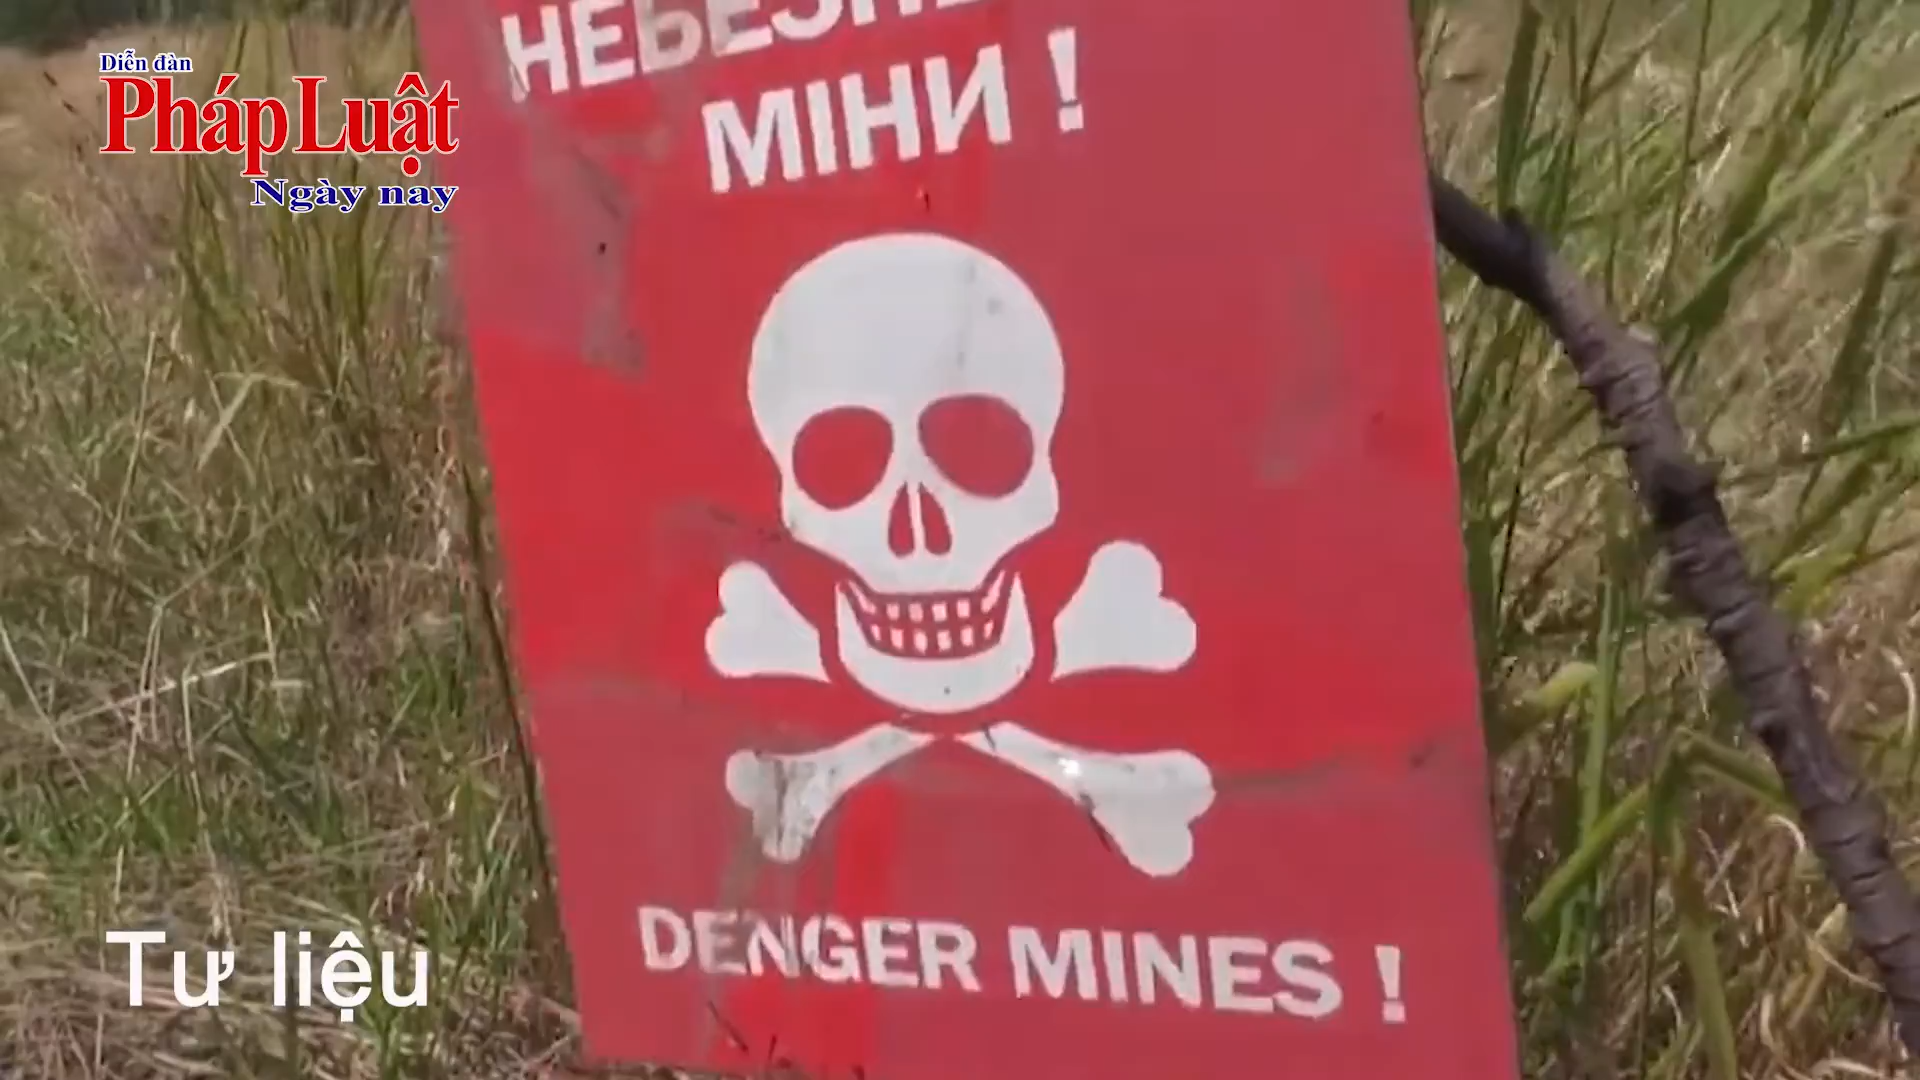 Diễn đàn
Pháp Luật
Ngày nay
МІНИ !
DENGER MINES !
Tư liệu